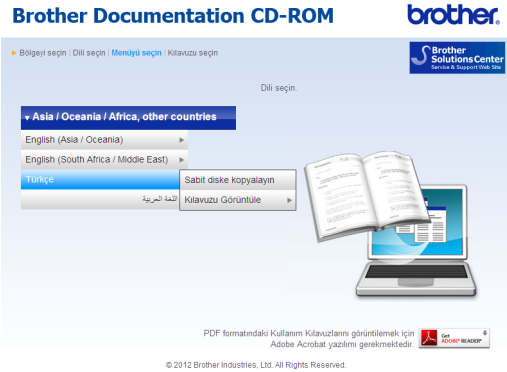 Brother Documentation CD-ROM
brother
Bölgeyi seçin | Dili seçin | Menüyü seçin | Kılavuzu seçin
Brother
Solutions Center
Service & Support Web Site
Dili seçin.
Asia / Oceania / Africa, other countries
English (Asia / Oceania)
English (South Africa / Middle East)
Türkçe
Sabit diske kopyalayın
اللغة العربية
Kılavuzu Görüntüle
PDF formatındaki Kullanım Kılavuzlarını görüntülemek için
Adobe Acrobat yazılımı gerekmektedir.
Get
ADOBE® READER®
© 2012 Brother Industries, Ltd. All Rights Reserved.